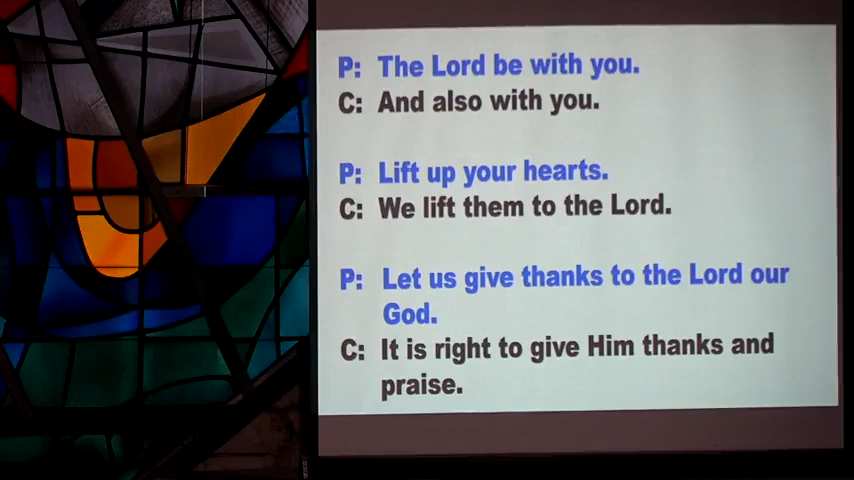 P: The Lord be with you.
C: And also with you.
P: Lift up your hearts.
C: We lift them to the Lord.
P: Let us give thanks to the Lord our
God.
C: It is right to give Him thanks and
praise.